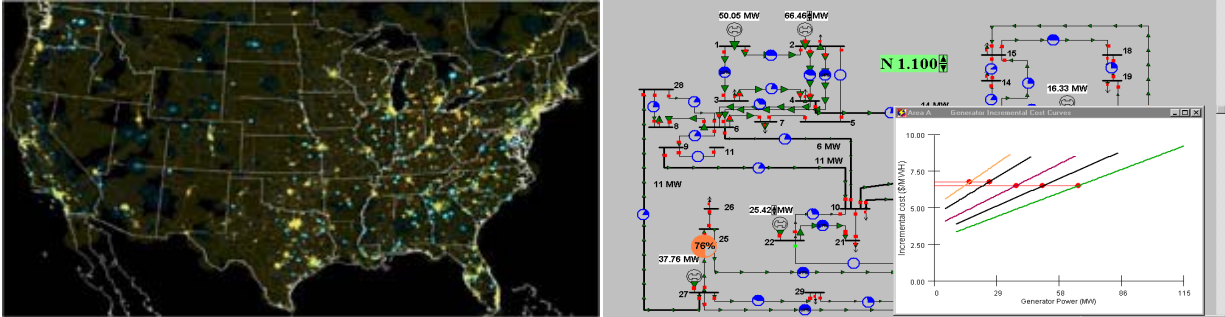 50.05 MW
66.46 MW
1
2
N 1.100
15
18
14
19
28
16.33 MW
3
4
14 MW
8
6
7
5
9
11
6 MW
11 MW
11 MW
26
25.42 MW
10
25
22
21
76%
37.76 MW
27
29
Area A Generator Incremental Cost Curves
10.00
7.50
5.00
2.50
0.00
Incremental cost ($/MWH)
0
29
58
86
115
Generator Power (MW)